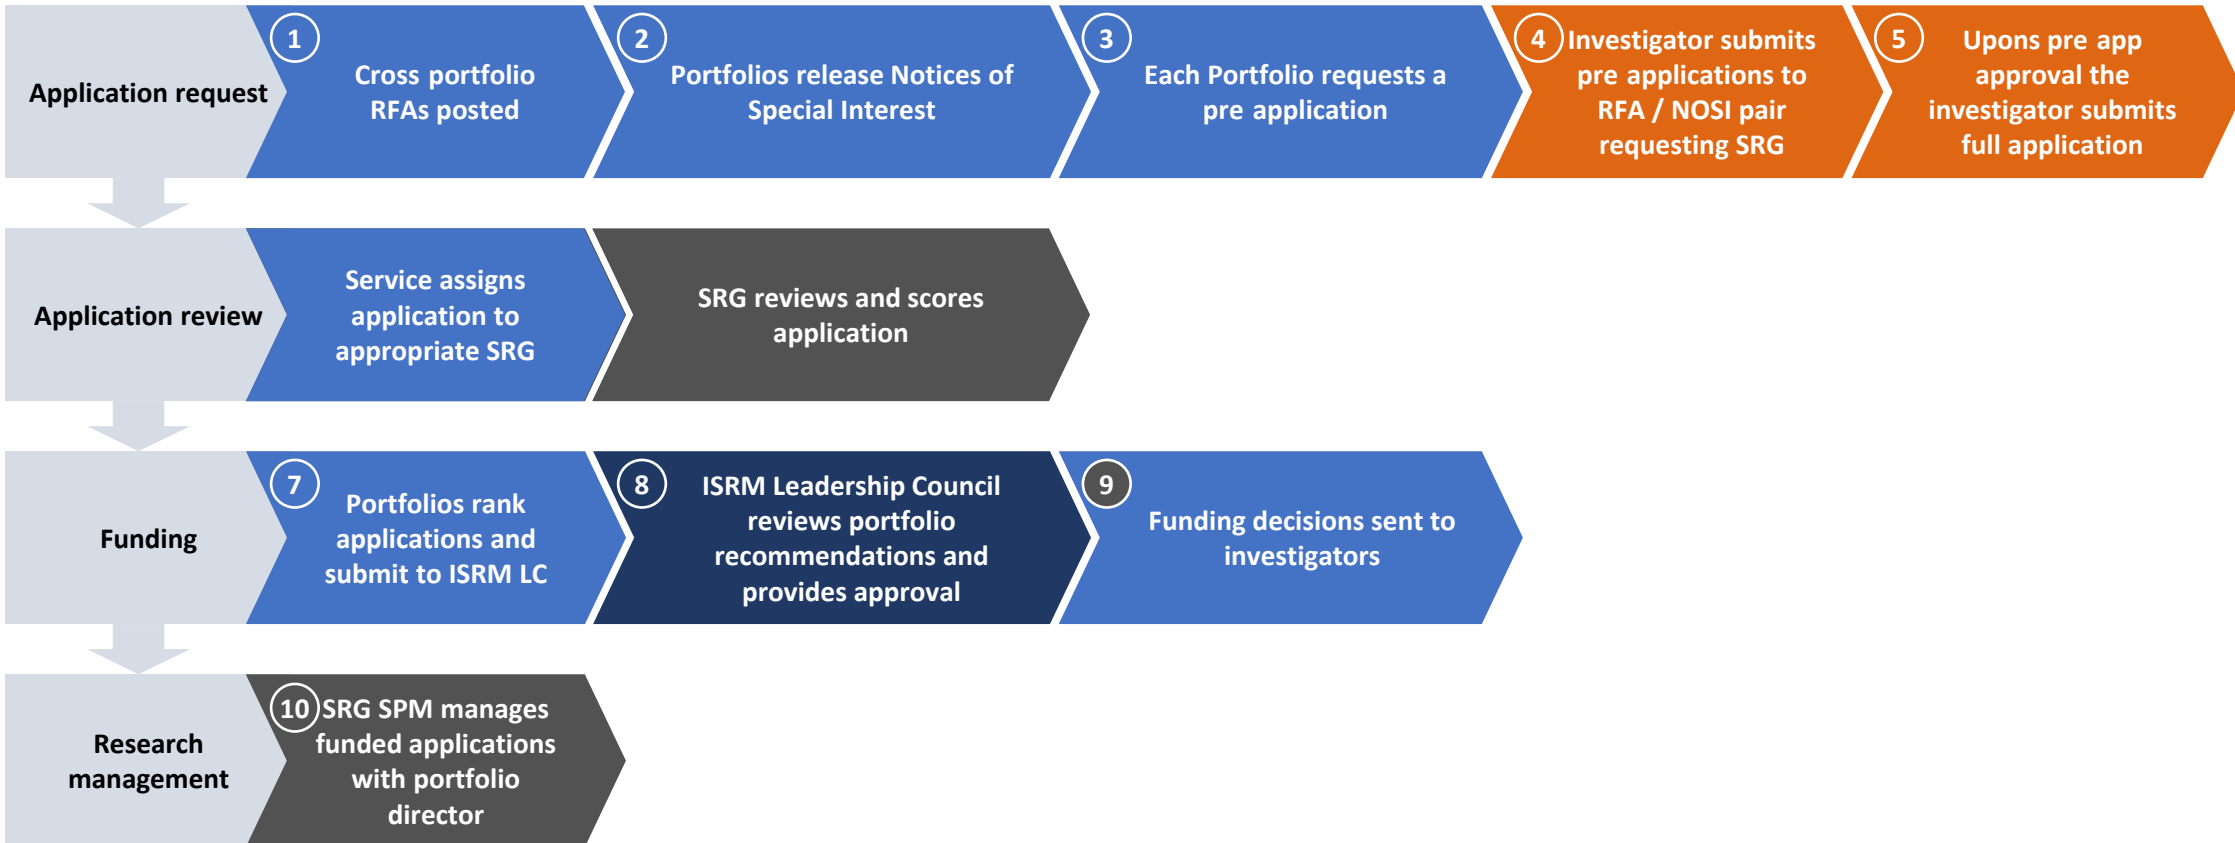 Application request
1
Cross portfolio
RFAs posted
2
Portfolios release Notices of
Special Interest
3
Each Portfolio requests a
pre application
4
Investigator submits
pre applications to
RFA / NOSI pair
requesting SRG
5
Upons pre app
approval the
investigator submits
full application
Application review
Service assigns
application to
appropriate SRG
SRG reviews and scores
application
Funding
7
Portfolios rank
applications and
submit to ISRM LC
8
ISRM Leadership Council
reviews portfolio
recommendations and
provides approval
9
Funding decisions sent to
investigators
Research
management
10
SRG SPM manages
funded applications
with portfolio
director